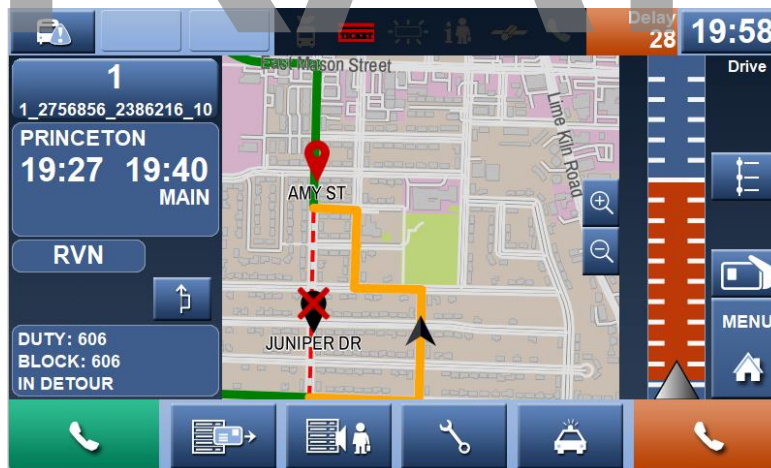 Delay
28
19:58
Drive
1
1_2756856_2386216_10
PRINCETON
19:27 19:40
MAIN
RVN
DUTY: 606
BLOCK: 606
IN DETOUR
East Mason Street
Lime Kiln Road
AMY ST
JUNIPER DR
MENU